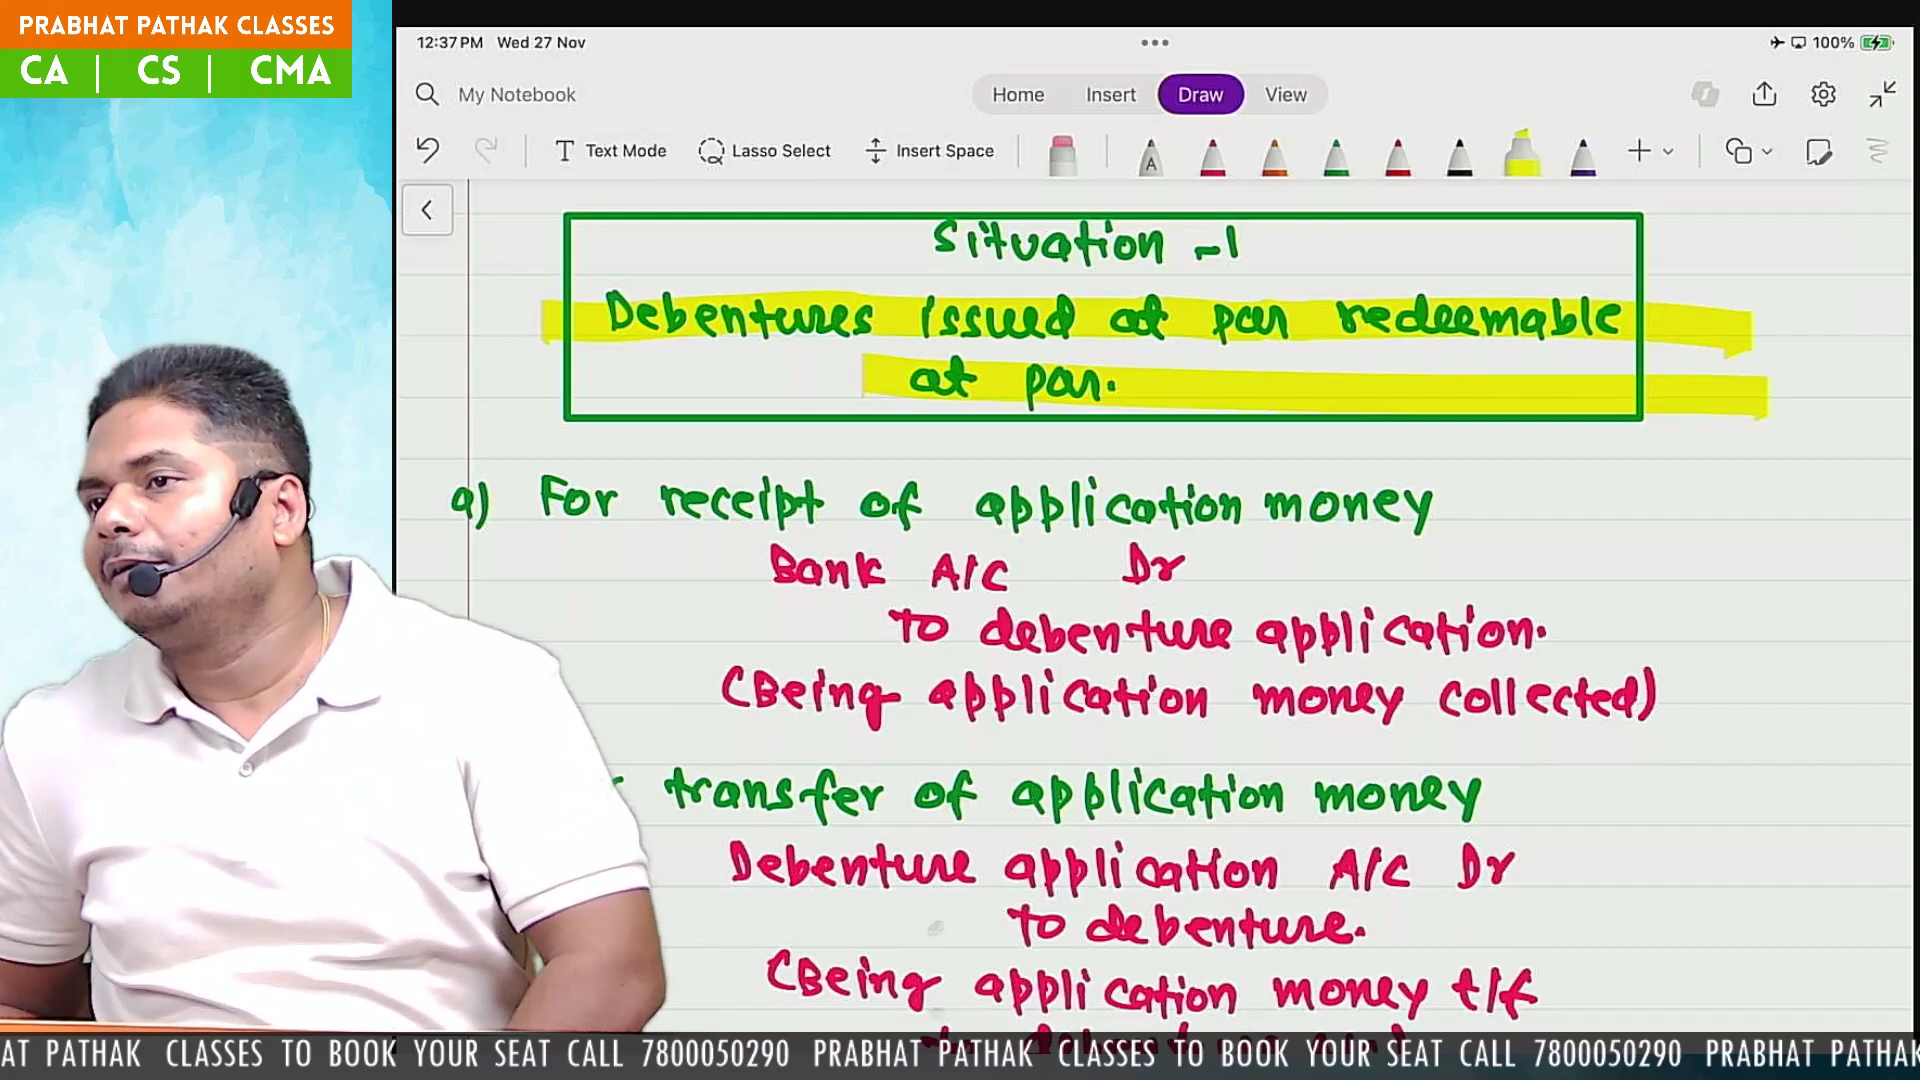 PRABHAT PATHAK CLASSES
CA | CS | CMA
12:37 PM Wed 27 Nov
100%
My Notebook
Home Insert Draw View
Text Mode Lasso Select Insert Space
A
Situation -1
Debentures issued at par redeemable
at par.
a) For receipt of application money
Bank A/C Dr
To debenture application.
(Being application money collected)
transfer of application money
Debenture application A/C Dr
To debenture.
(Being application money t/f
AT PATHAK CLASSES TO BOOK YOUR SEAT CALL 7800050290 PRABHAT PATHAK CLASSES TO BOOK YOUR SEAT CALL 7800050290 PRABHAT PATHAK